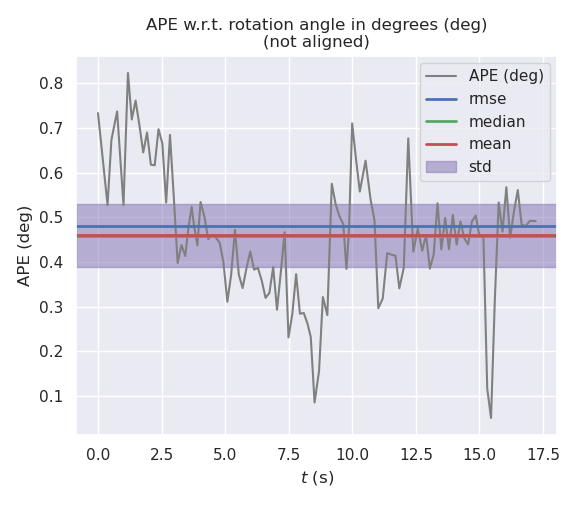 APE w.r.t. rotation angle in degrees (deg)
(not aligned)
APE (deg)
rmse
median
mean
std
APE (deg)
0.8
0.7
0.6
0.5
0.4
0.3
0.2
0.1
0.0 2.5 5.0 7.5 10.0 12.5 15.0 17.5
t (s)